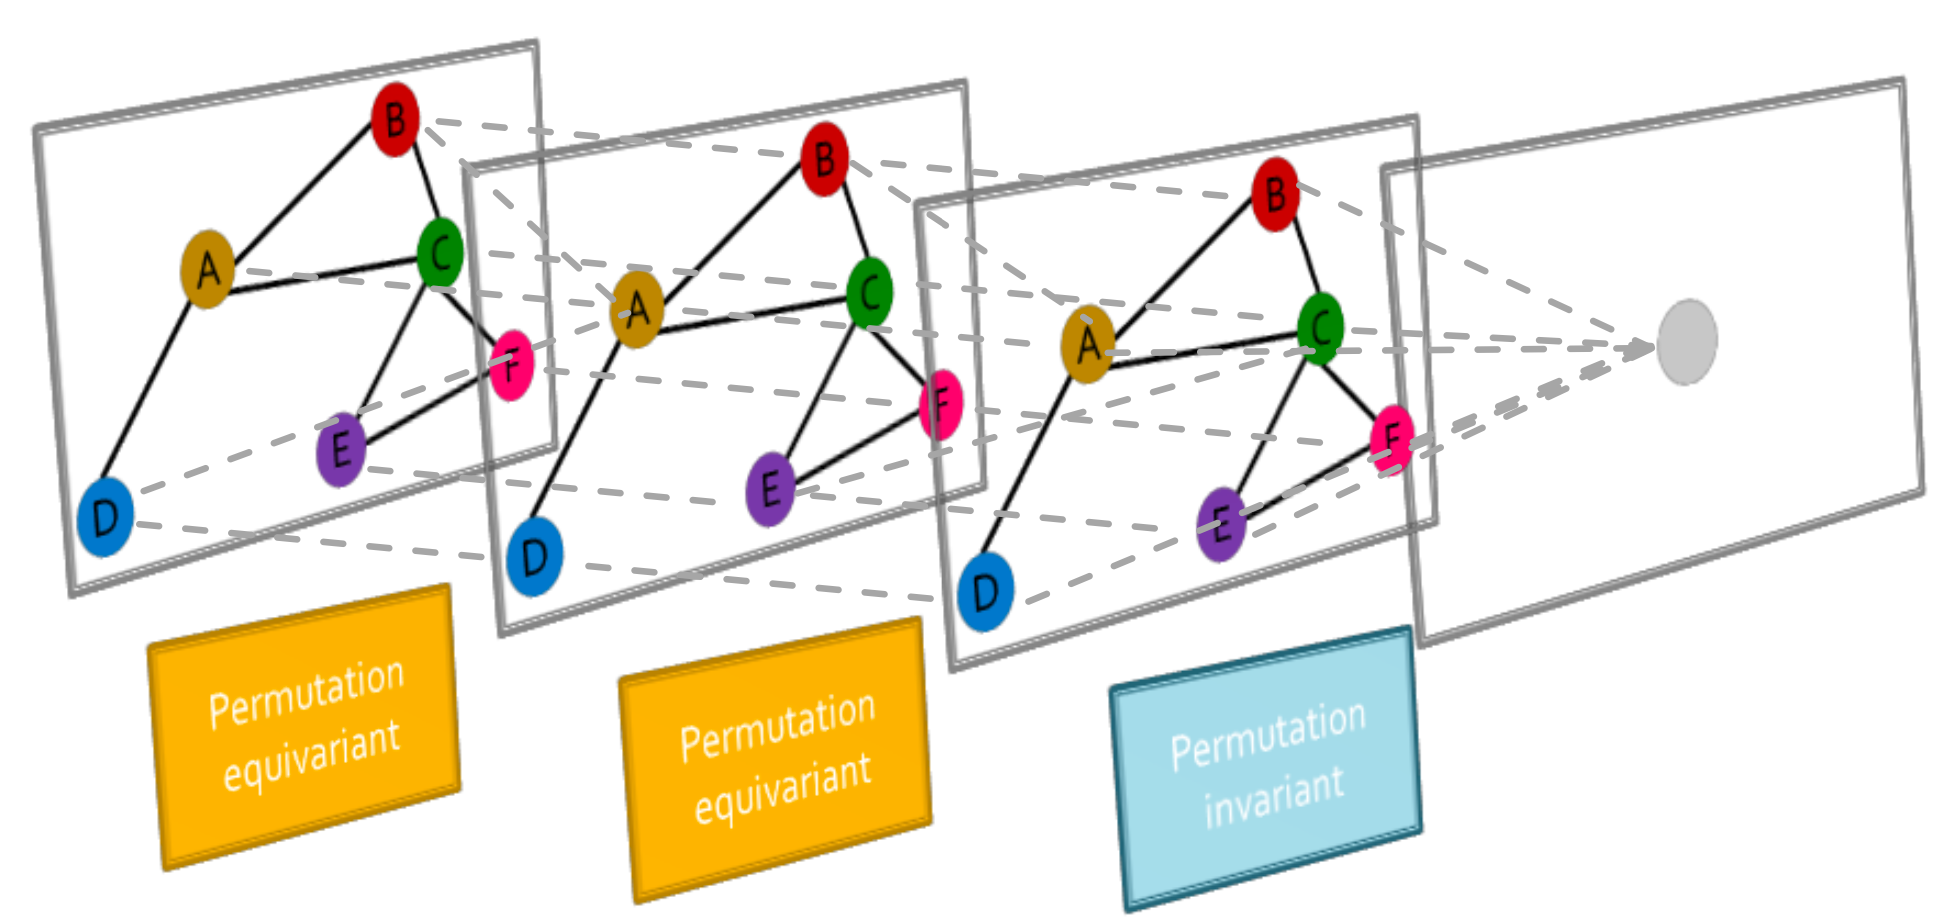 B
A
C
F
E
D
B
A
C
F
E
D
B
A
C
F
E
D
Permutation
equivariant
Permutation
equivariant
Permutation
invariant